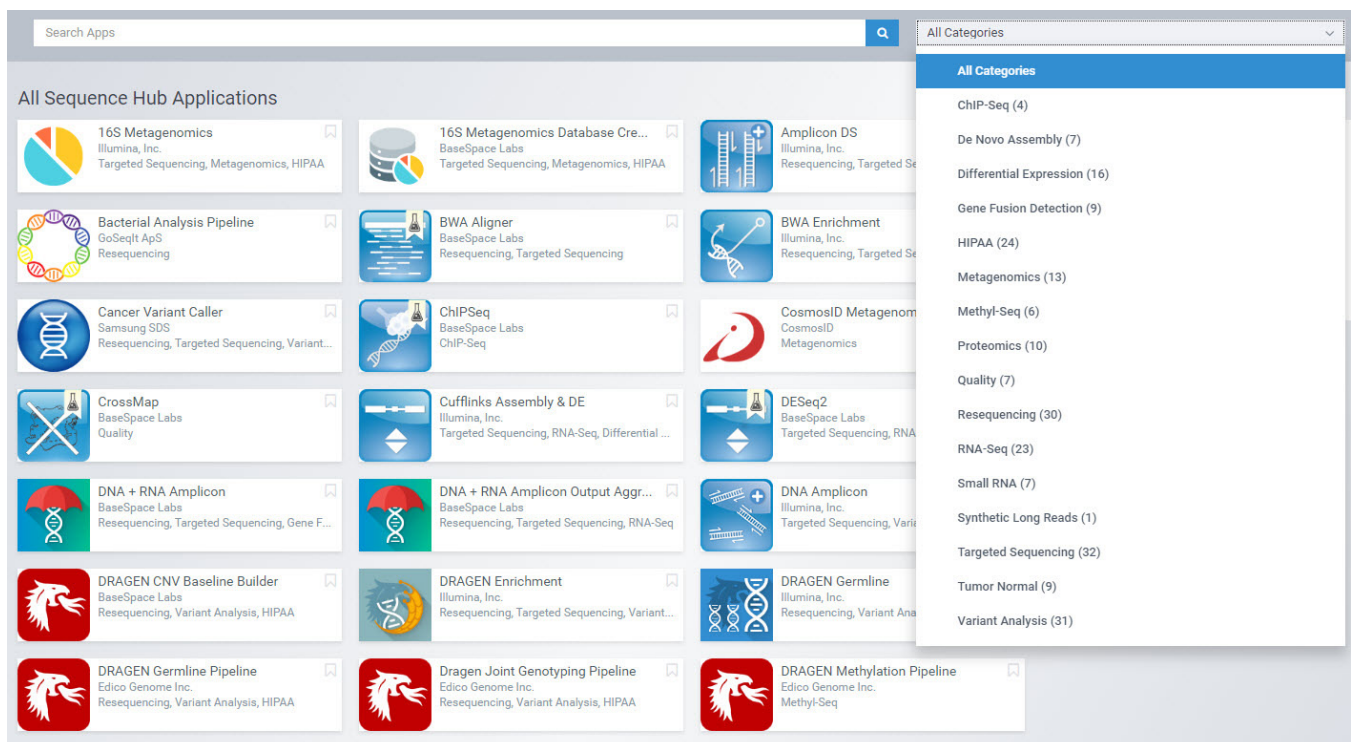 Search Apps
All Categories
All Sequence Hub Applications
16S Metagenomics
Illumina, Inc.
Targeted Sequencing, Metagenomics, HIPAA
16S Metagenomics Database Cre...
BaseSpace Labs
Targeted Sequencing, Metagenomics, HIPAA
Amplicon DS
Illumina, Inc.
Resequencing, Targeted Se
Bacterial Analysis Pipeline
GoSeqIt ApS
Resequencing
BWA Aligner
BaseSpace Labs
Resequencing, Targeted Sequencing
BWA Enrichment
Illumina, Inc.
Resequencing, Targeted Se
Cancer Variant Caller
Samsung SDS
Resequencing, Targeted Sequencing, Variant...
ChIPSeq
BaseSpace Labs
ChIP-Seq
CosmosID Metagenom
CosmosID
Metagenomics
CrossMap
BaseSpace Labs
Quality
Cufflinks Assembly & DE
Illumina, Inc.
Targeted Sequencing, RNA-Seq, Differential ...
DESeq2
BaseSpace Labs
Targeted Sequencing, RNA
DNA + RNA Amplicon
BaseSpace Labs
Resequencing, Targeted Sequencing, Gene F...
DNA + RNA Amplicon Output Aggr...
BaseSpace Labs
Resequencing, Targeted Sequencing, RNA-Seq
DNA Amplicon
Illumina, Inc.
Targeted Sequencing, Varia
DRAGEN CNV Baseline Builder
BaseSpace Labs
Resequencing, Variant Analysis, HIPAA
DRAGEN Enrichment
Illumina, Inc.
Resequencing, Targeted Sequencing, Variant...
DRAGEN Germline
Illumina, Inc.
Resequencing, Variant Ana
DRAGEN Germline Pipeline
Edico Genome Inc.
Resequencing, Variant Analysis, HIPAA
Dragen Joint Genotyping Pipeline
Edico Genome Inc.
Resequencing, Variant Analysis, HIPAA
DRAGEN Methylation Pipeline
Edico Genome Inc.
Methyl-Seq
All Categories
ChIP-Seq (4)
De Novo Assembly (7)
Differential Expression (16)
Gene Fusion Detection (9)
HIPAA (24)
Metagenomics (13)
Methyl-Seq (6)
Proteomics (10)
Quality (7)
Resequencing (30)
RNA-Seq (23)
Small RNA (7)
Synthetic Long Reads (1)
Targeted Sequencing (32)
Tumor Normal (9)
Variant Analysis (31)